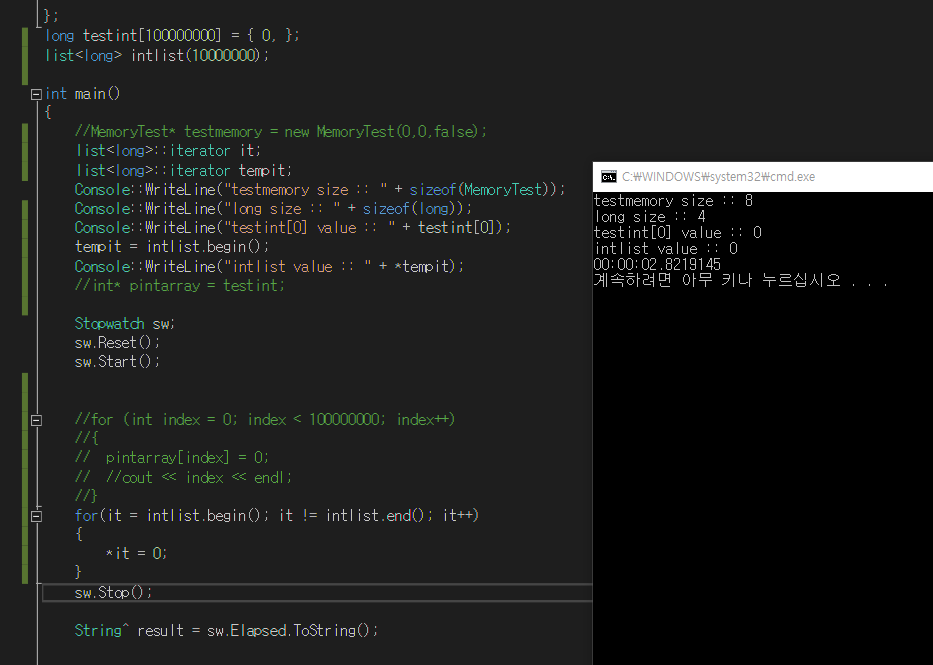 };
long testint[100000000] = { 0, };
list<long> intlist(10000000);
int main()
{
//MemoryTest* testmemory = new MemoryTest(0,0,false);
list<long>::iterator it;
list<long>::iterator tempit;
Console::WriteLine("testmemory size :: " + sizeof(MemoryTest));
Console::WriteLine("long size :: " + sizeof(long));
Console::WriteLine("testint[0] value :: " + testint[0]);
tempit = intlist.begin();
Console::WriteLine("intlist value :: " + *tempit);
//int* pintarray = testint;
Stopwatch sw;
sw.Reset();
sw.Start();
//for (int index = 0; index < 100000000; index++)
//{
// pintarray[index] = 0;
// //cout << index << endl;
//}
for(it = intlist.begin(); it != intlist.end(); it++)
{
*it = 0;
}
sw.Stop();
String^ result = sw.Elapsed.ToString();
C:₩WINDOWS₩system32₩cmd.exe
testmemory size :: 8
long size :: 4
testint[0] value :: 0
intlist value :: 0
00:00:02.8219145
계속하려면 아무 키나 누르십시오 . . .